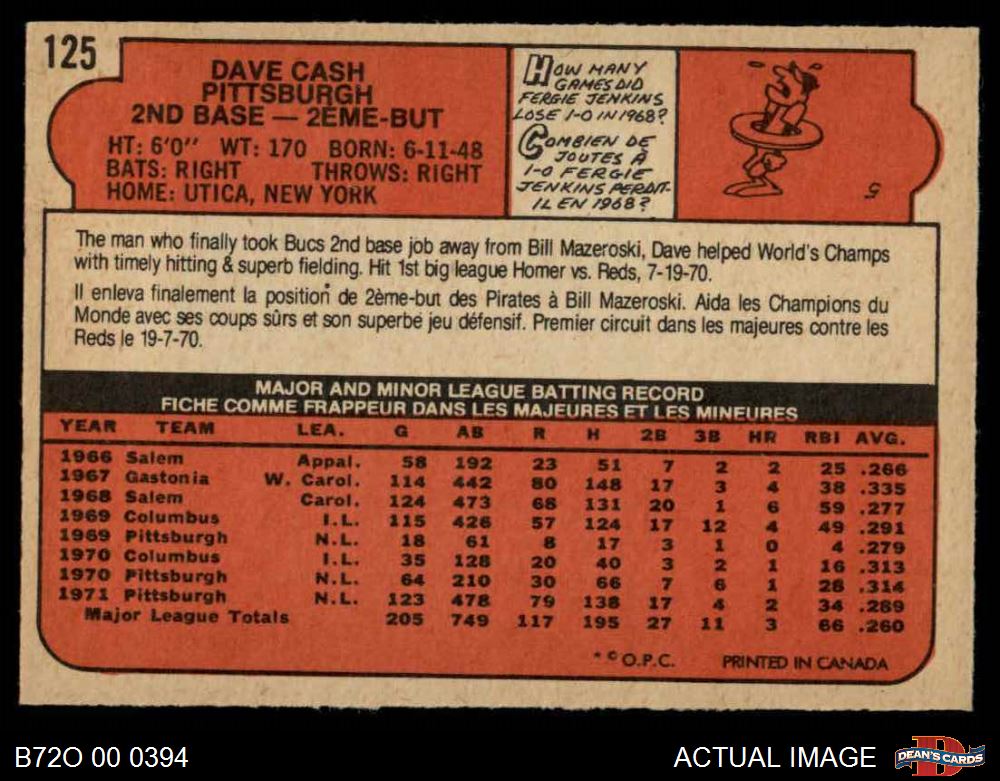 125
DAVE CASH
PITTSBURGH
2ND BASE — 2EME-BUT
HT: 6'0" WT: 170 BORN: 6-11-48
BATS: RIGHT THROWS: RIGHT
HOME: UTICA, NEW YORK
HOW MANY
GAMES DID
FERGIE JENKINS
LOSE 1-0 IN 1968?
COMBIEN DE
JOUTES À
1-0 FERGIE
JENKINS PERDIT-
IL EN 1968?
5
The man who finally took Bucs 2nd base job away from Bill Mazeroski, Dave helped World's Champs
with timely hitting & superb fielding. Hit 1st big league Homer vs. Reds, 7-19-70.
Il enleva finalement la position de 2ème-but des Pirates à Bill Mazeroski. Aida les Champions du
Monde avec ses coups sûrs et son superbe jeu défensif. Premier circuit dans les majeures contre les
Reds le 19-7-70.
MAJOR AND MINOR LEAGUE BATTING RECORD
FICHE COMME FRAPPEUR DANS LES MAJEURES ET LES MINEURES
YEAR TEAM LEA. G AB R H 2B 3B HR RBI AVG.
1966 Salem Appal. 58 192 23 51 7 2 2 25 .266
1967 Gastonia W. Carol. 114 442 80 148 17 3 4 38 .335
1968 Salem Carol. 124 473 68 131 20 1 6 59 .277
1969 Columbus I.L. 115 426 57 124 17 12 4 49 .291
1969 Pittsburgh N.L. 18 61 8 17 3 1 0 4 .279
1970 Columbus I.L. 35 128 20 40 3 2 1 16 .313
1970 Pittsburgh N.L. 64 210 30 66 7 6 1 28 .314
1971 Pittsburgh N.L. 123 478 79 138 17 4 2 34 .289
Major League Totals 205 749 117 195 27 11 3 66 .260
* © O.P.C. PRINTED IN CANADA
B72O 00 0394 ACTUAL IMAGE DEAN'S CARDS